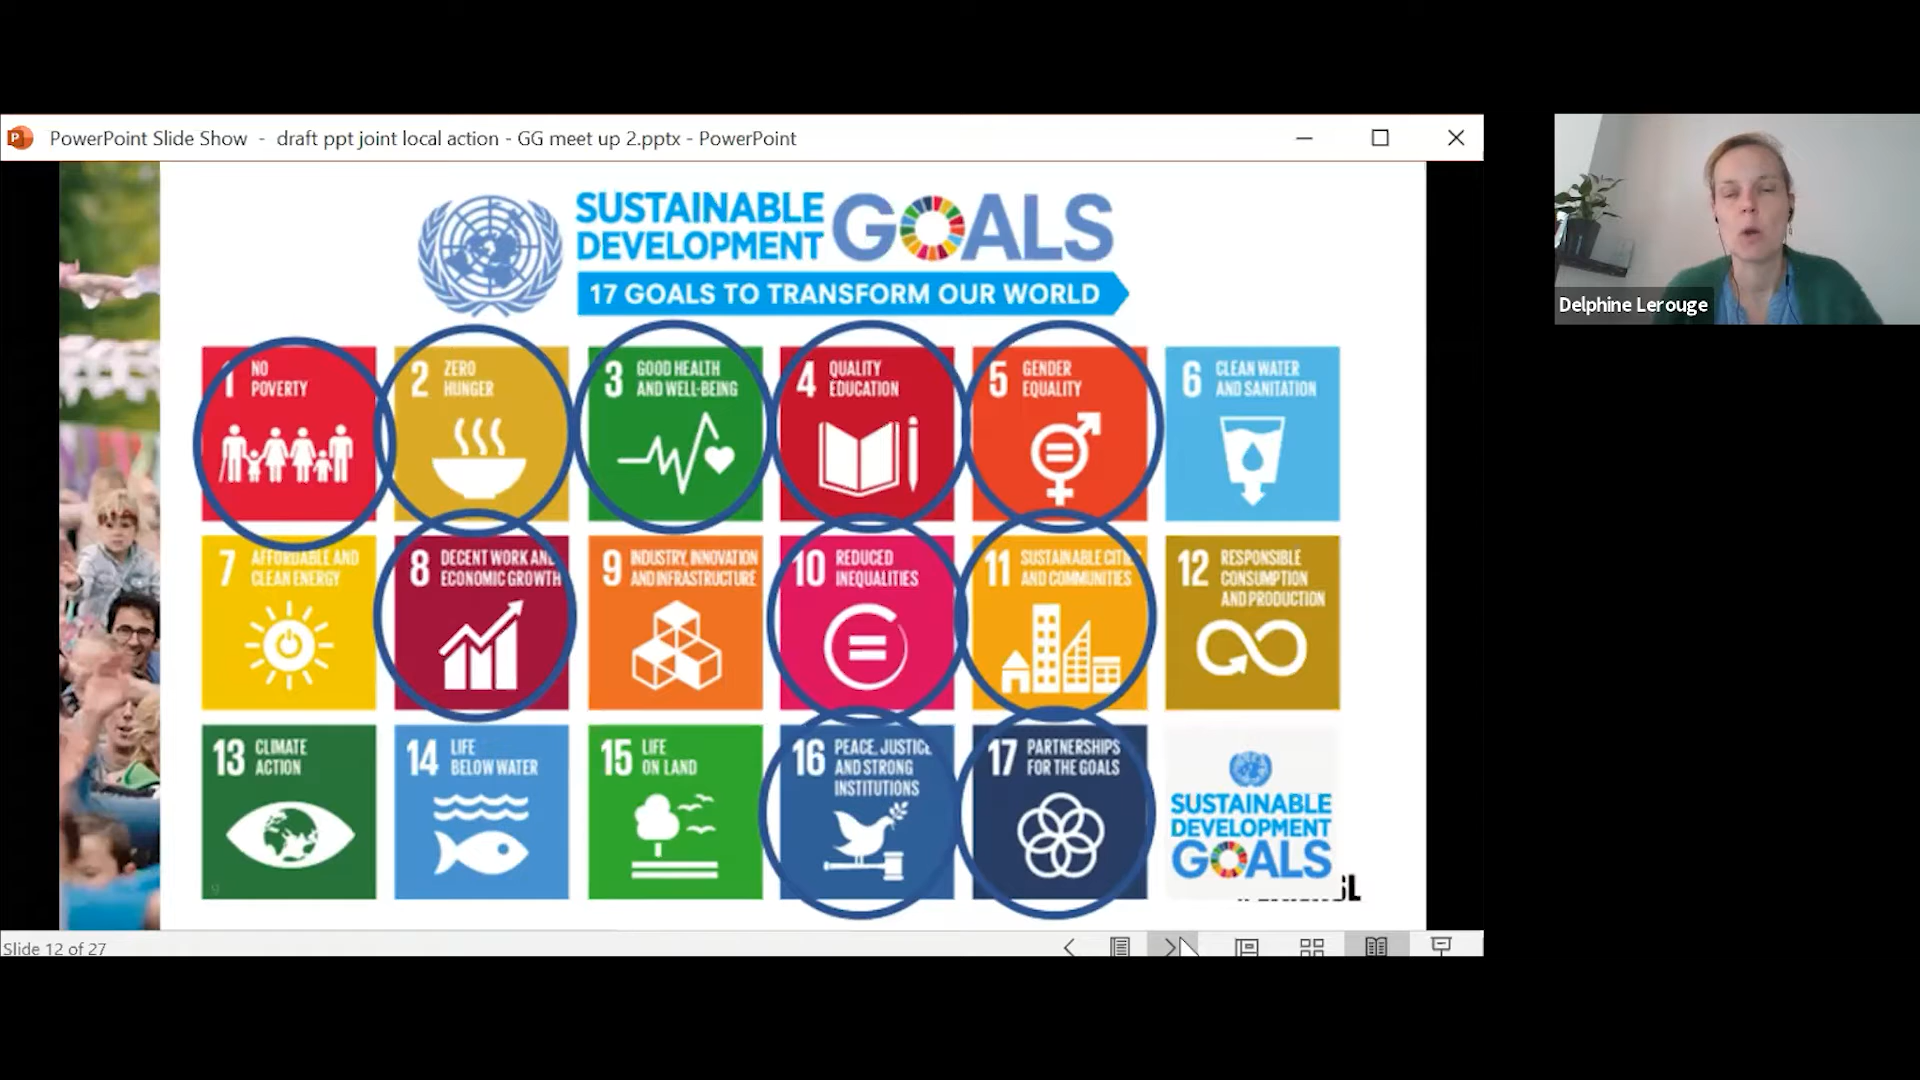 PowerPoint Slide Show - draft ppt joint local action - GG meet up 2.pptx - PowerPoint
SUSTAINABLE
DEVELOPMENT
GOALS
17 GOALS TO TRANSFORM OUR WORLD
1 NO
POVERTY
2 ZERO
HUNGER
3 GOOD HEALTH
AND WELL-BEING
4 QUALITY
EDUCATION
5 GENDER
EQUALITY
6 CLEAN WATER
AND SANITATION
7 AFFORDABLE AND
CLEAN ENERGY
8 DECENT WORK AND
ECONOMIC GROWTH
9 INDUSTRY, INNOVATION
AND INFRASTRUCTURE
10 REDUCED
INEQUALITIES
11 SUSTAINABLE CITIES
AND COMMUNITIES
12 RESPONSIBLE
CONSUMPTION
AND PRODUCTION
13 CLIMATE
ACTION
14 LIFE
BELOW WATER
15 LIFE
ON LAND
16 PEACE, JUSTICE
AND STRONG
INSTITUTIONS
17 PARTNERSHIPS
FOR THE GOALS
SUSTAINABLE
DEVELOPMENT
GOALS
9
Slide 12 of 27
Delphine Lerouge